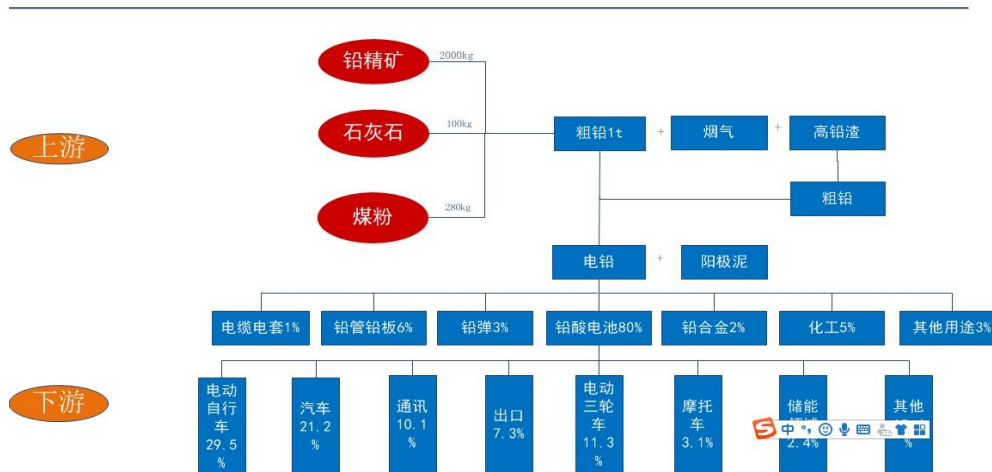 铅精矿
2000kg
石灰石
100kg
煤粉
280kg
上游
粗铅1t
+
烟气
+
高铅渣
粗铅
电铅
+
阳极泥
电缆电套1%
铅管铅板6%
铅弹3%
铅酸电池80%
铅合金2%
化工5%
其他用途3%
下游
电动
自行
车
29.5
%
汽车
21.2
%
通讯
10.1
%
出口
7.3%
电动
三轮
车
11.3
%
摩托
车
3.1%
储能
2.4%
其他
%
中